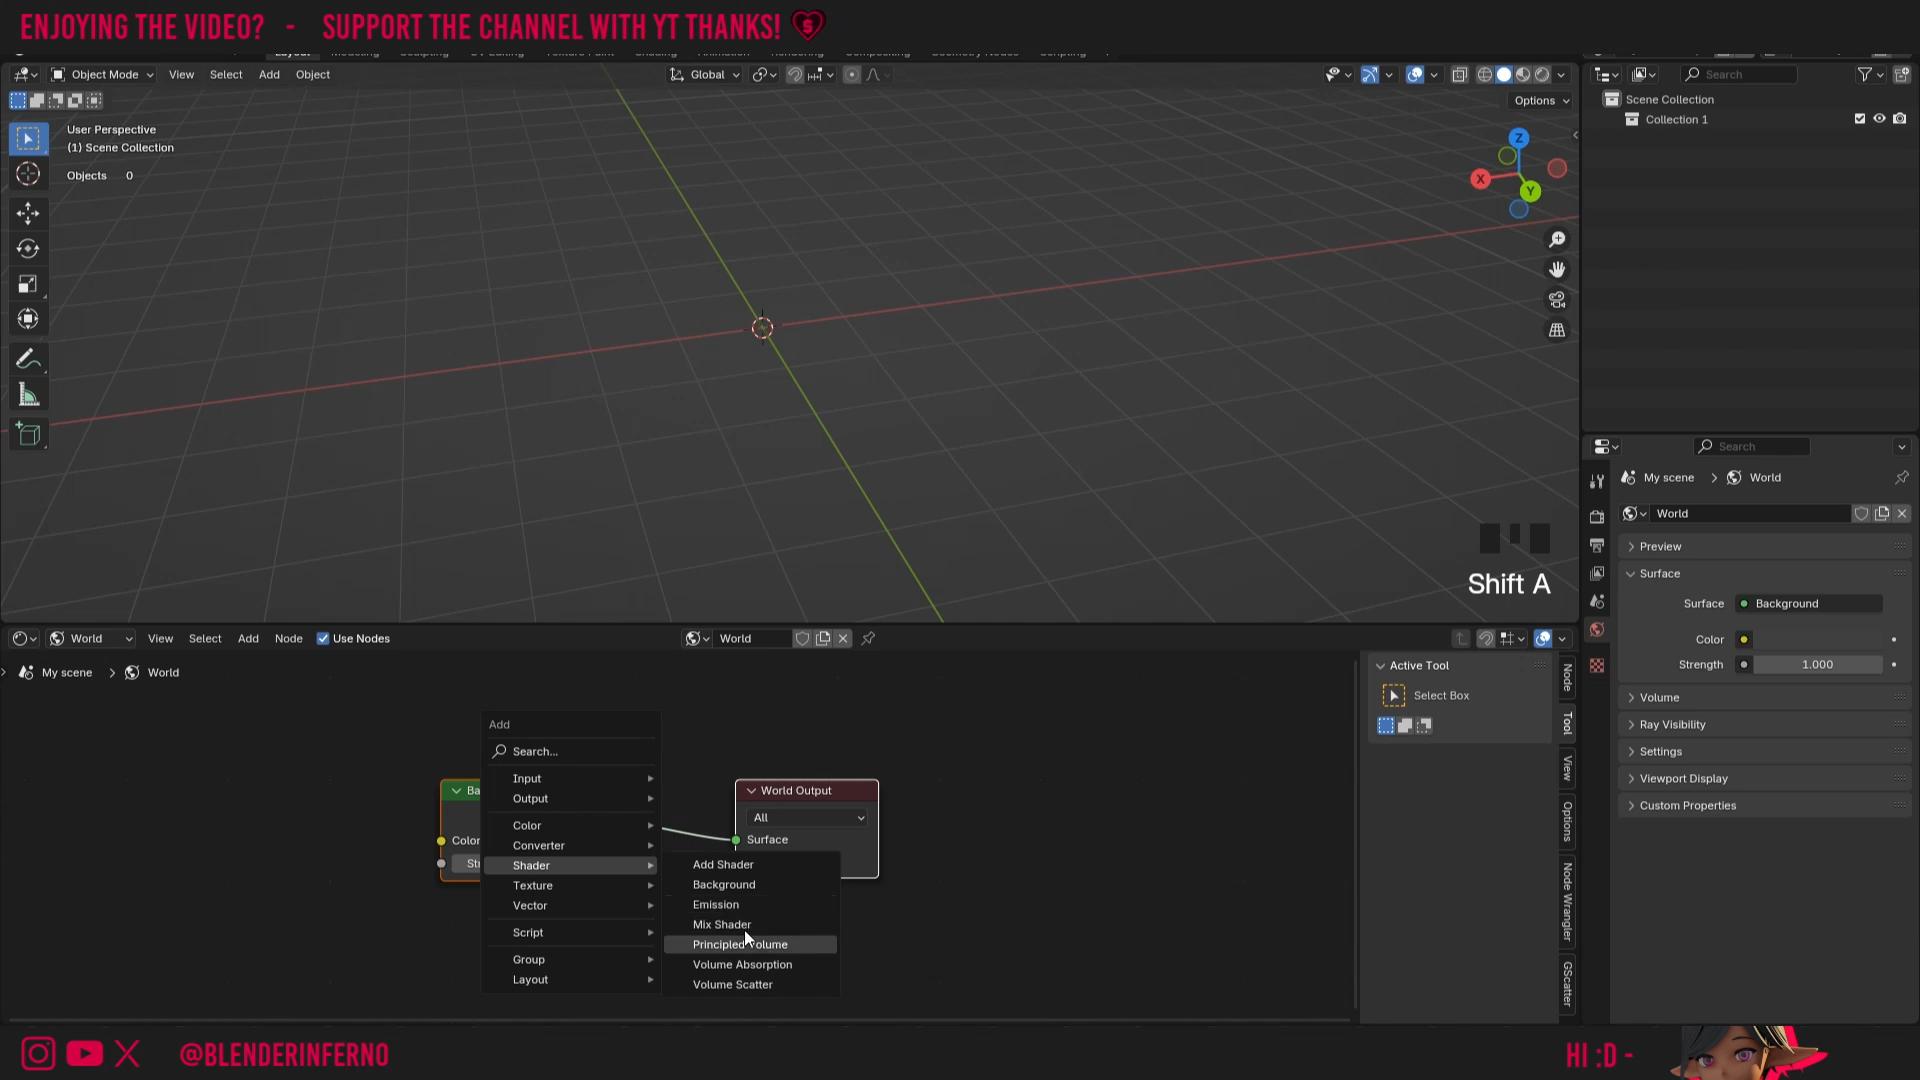 ENJOYING THE VIDEO? - SUPPORT THE CHANNEL WITH YT THANKS!
Object Mode View Select Add Object
Global
Search
Options
User Perspective
(1) Scene Collection
Objects 0
Scene Collection
Collection 1
Z
X
Y
Search
My scene > World
World
Preview
Surface
Surface Background
Color
Strength 1.000
Volume
Ray Visibility
Settings
Viewport Display
Custom Properties
Shift A
World View Select Add Node Use Nodes
World
My scene > World
Active Tool
Select Box
Node
Tool
View
Options
Node Wrangler
GScatter
Add
Search...
Input
Output
Color
Converter
Shader
Texture
Vector
Script
Group
Layout
Ba
Color
Str
World Output
All
Surface
Add Shader
Background
Emission
Mix Shader
Principled Volume
Volume Absorption
Volume Scatter
@BLENDERINFERNO
HI :D -